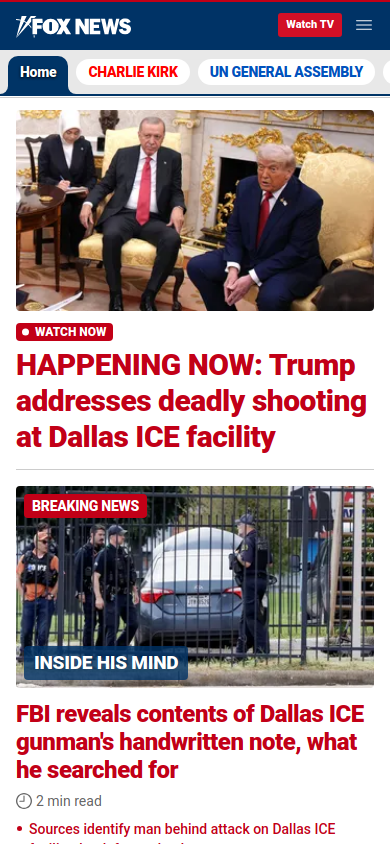 FOX NEWS
Watch TV
Home
CHARLIE KIRK
UN GENERAL ASSEMBLY
WATCH NOW
HAPPENING NOW: Trump
addresses deadly shooting
at Dallas ICE facility
BREAKING NEWS
INSIDE HIS MIND
FBI reveals contents of Dallas ICE
gunman's handwritten note, what
he searched for
2 min read
• Sources identify man behind attack on Dallas ICE